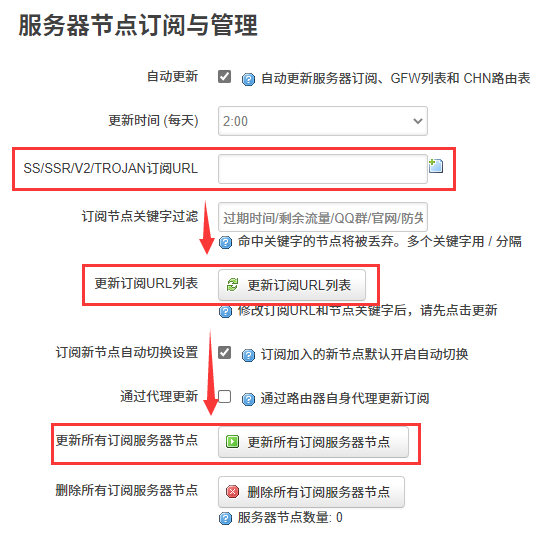 服务器节点订阅与管理
自动更新 自动更新服务器订阅、GFW列表和 CHN路由表
更新时间 (每天) 2:00
SS/SSR/V2/TROJAN订阅URL
订阅节点关键字过滤 过期时间/剩余流量/QQ群/官网/防失
命中关键字的节点将被丢弃。多个关键字用 / 分隔
更新订阅URL列表 更新订阅URL列表
修改订阅URL和节点关键字后，请先点击更新
订阅新节点自动切换设置 订阅加入的新节点默认开启自动切换
通过代理更新 通过路由器自身代理更新订阅
更新所有订阅服务器节点 更新所有订阅服务器节点
删除所有订阅服务器节点 删除所有订阅服务器节点
服务器节点数量: 0